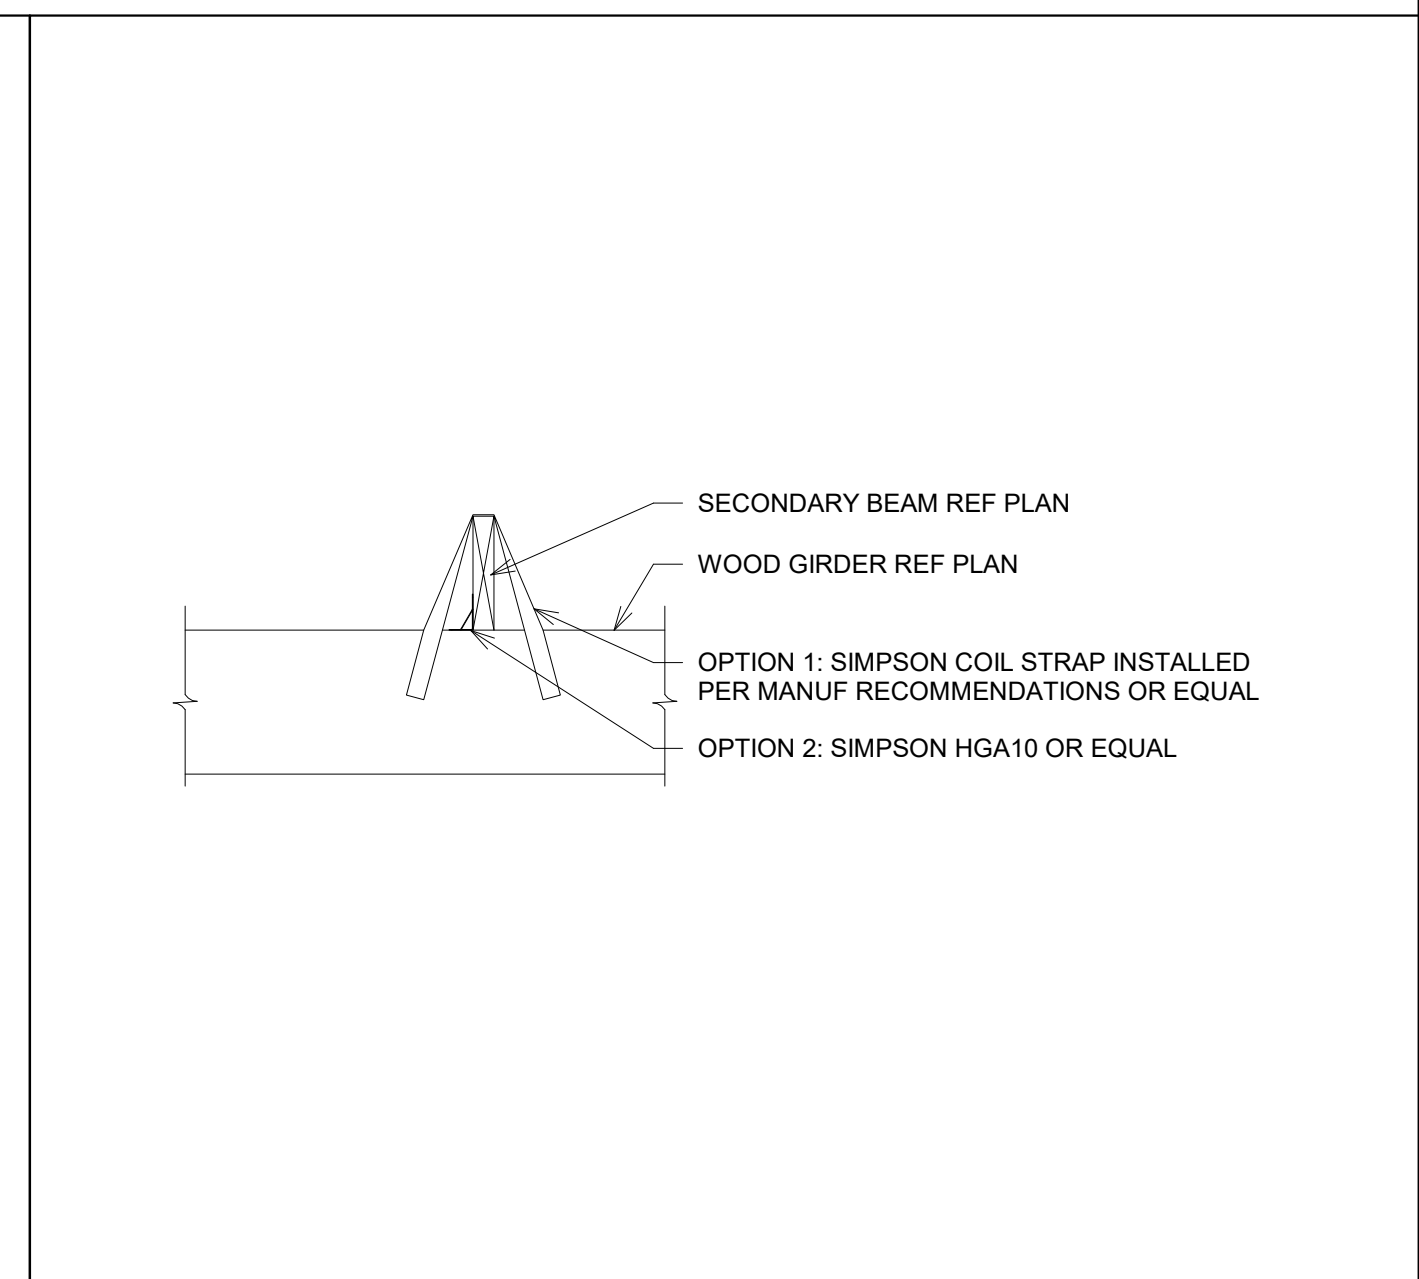 SECONDARY BEAM REF PLAN
WOOD GIRDER REF PLAN
OPTION 1: SIMPSON COIL STRAP INSTALLED
PER MANUF RECOMMENDATIONS OR EQUAL
OPTION 2: SIMPSON HGA10 OR EQUAL